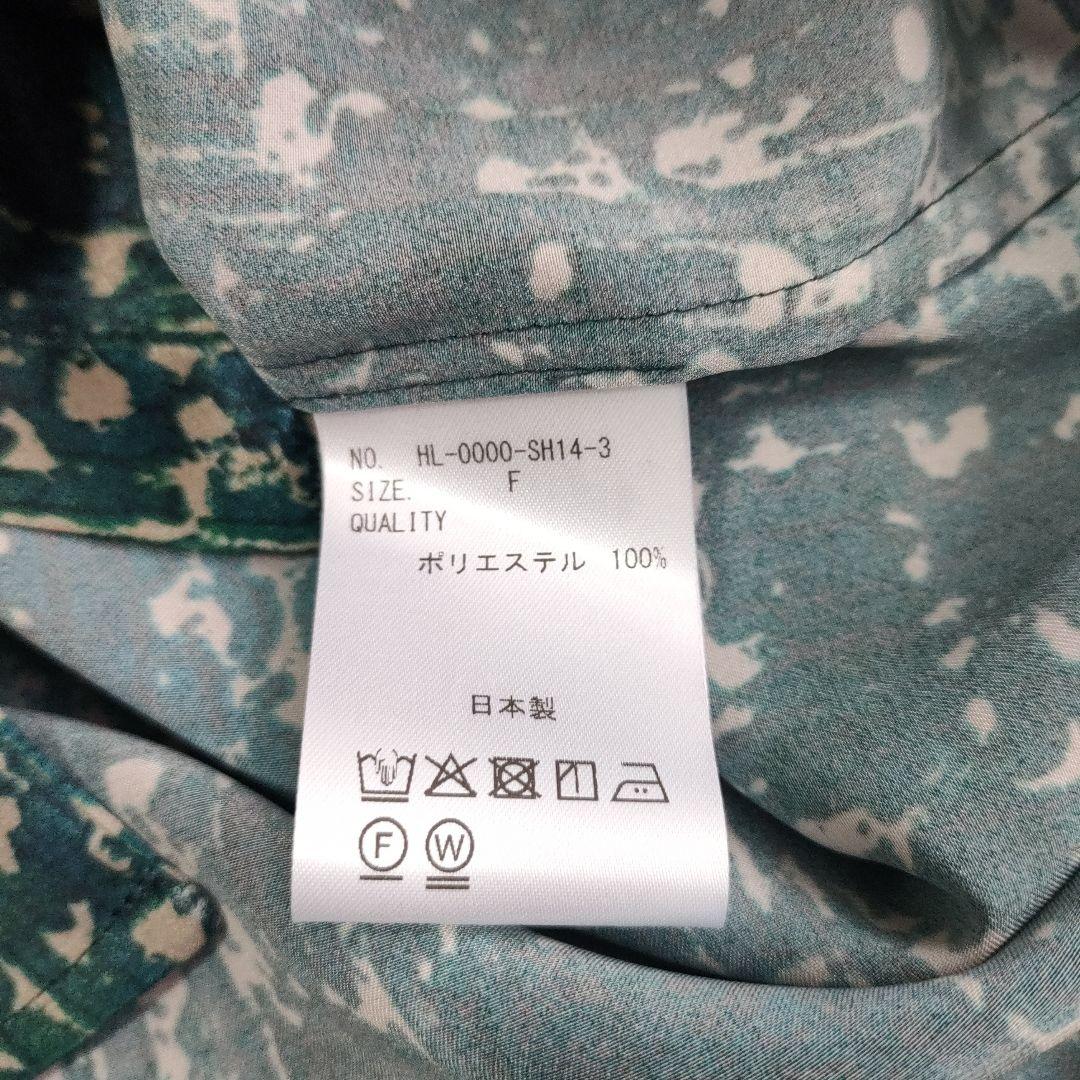 NO. HL-0000-SH14-3
SIZE. F
QUALITY
ポリエステル 100%
日本製
F W